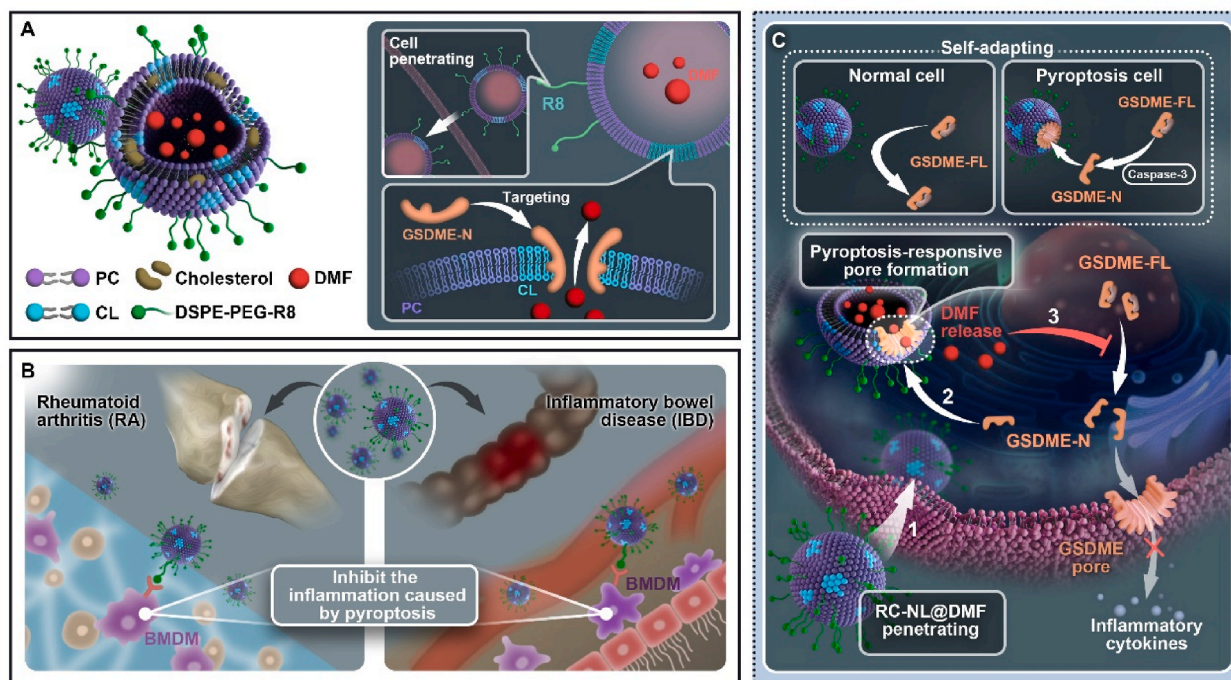 A
PC
Cholesterol
DMF
CL
DSPE-PEG-R8
Cell
penetrating
R8
DMF
Targeting
GSDME-N
CL
PC
B
Rheumatoid
arthritis (RA)
Inflammatory bowel
disease (IBD)
BMDM
BMDM
Inhibit the
inflammation caused
by pyroptosis
C
Self-adapting
Normal cell
GSDME-FL
Pyroptosis cell
GSDME-FL
Caspase-3
GSDME-N
Pyroptosis-responsive
pore formation
GSDME-FL
DMF
release
3
2
GSDME-N
1
GSDME
pore
RC-NL@DMF
penetrating
Inflammatory
cytokines